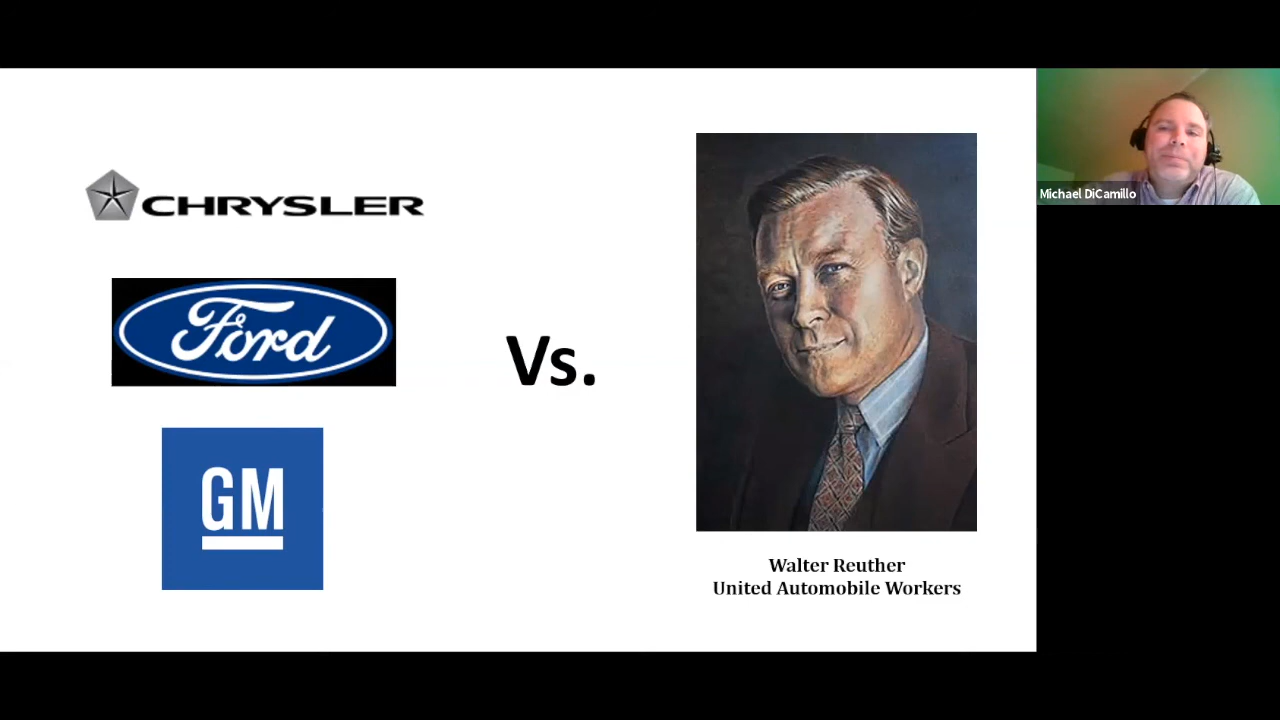 CHRYSLER
Ford
GM
Vs.
Walter Reuther
United Automobile Workers
Michael DiCamillo